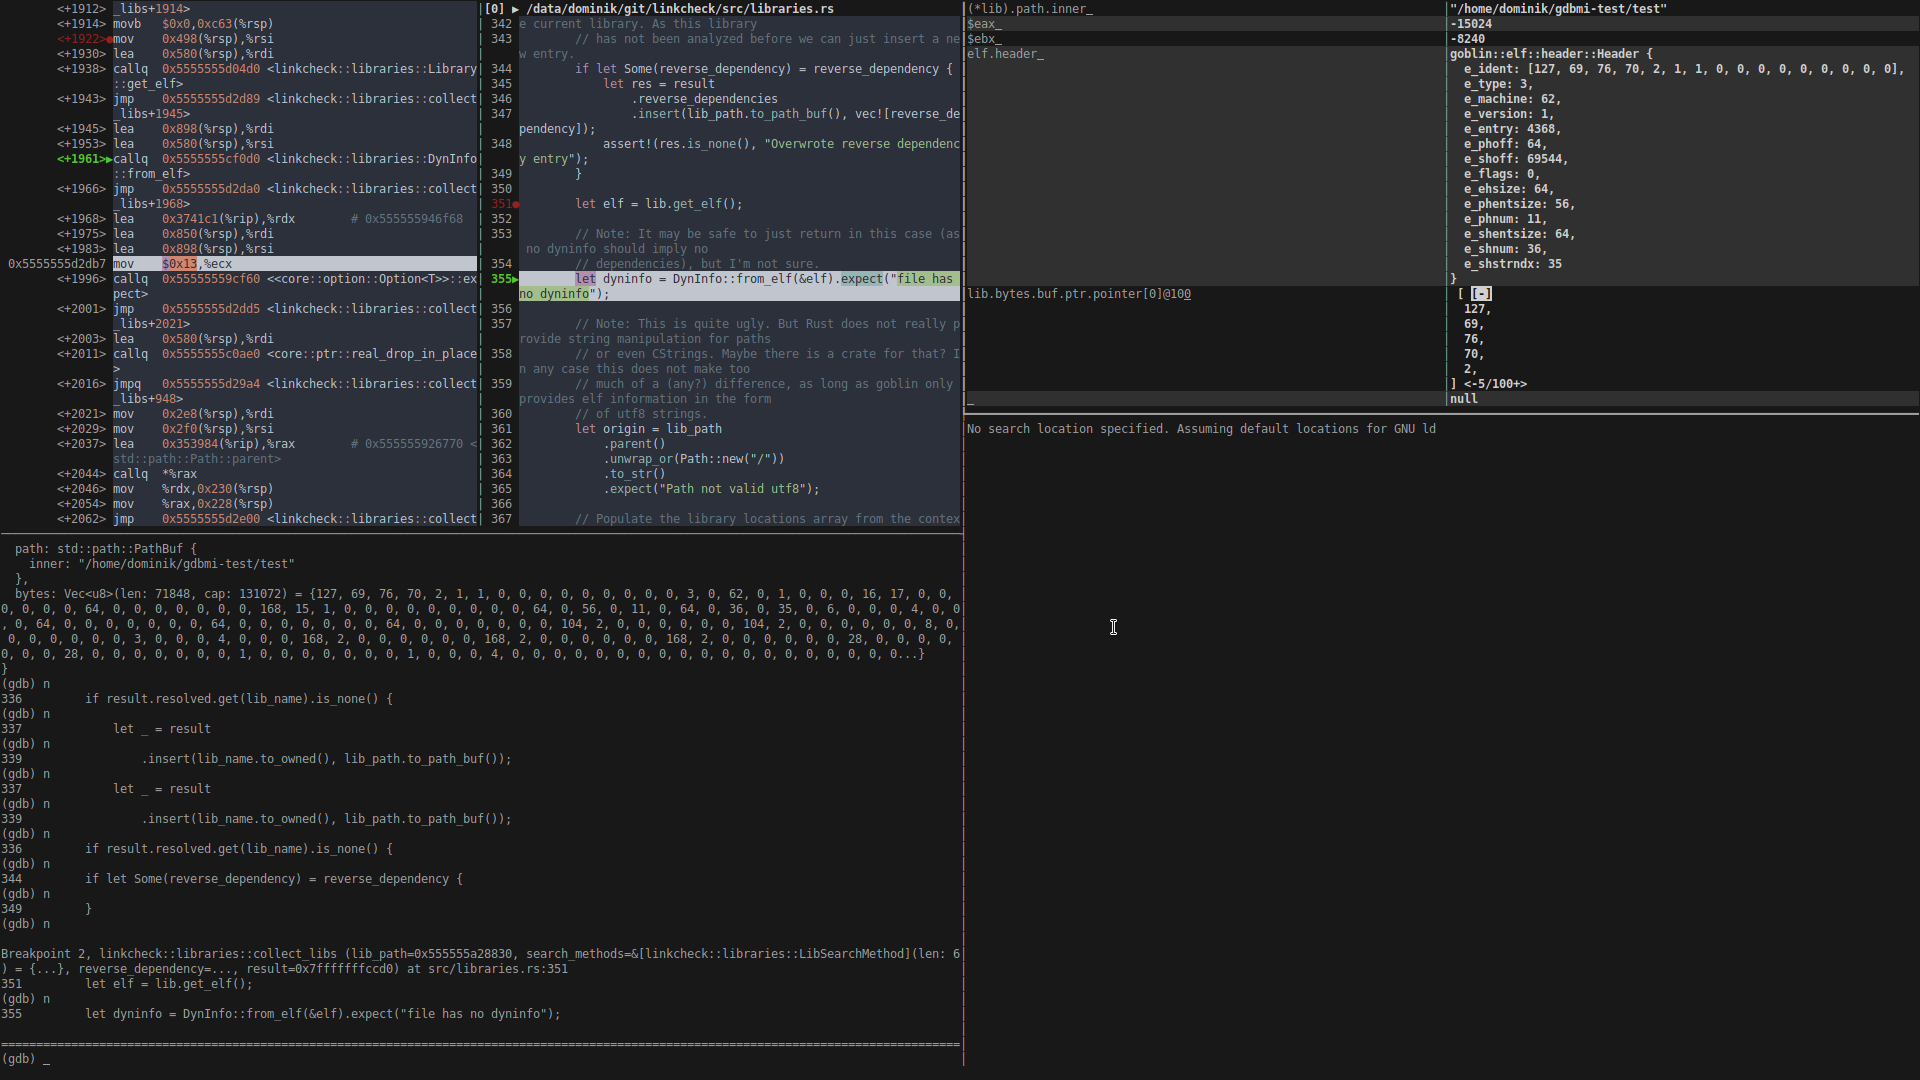 <+1912> _libs+1914>
<+1914> movb   $0x0,0xc63(%rsp)
<+1922>●mov    0x498(%rsp),%rsi
<+1930> lea    0x580(%rsp),%rdi
<+1938> callq  0x5555555d04d0 <linkcheck::libraries::Library
::get_elf>
<+1943> jmp    0x5555555d2d89 <linkcheck::libraries::collect
_libs+1945>
<+1945> lea    0x898(%rsp),%rdi
<+1953> lea    0x580(%rsp),%rdi
<+1961>▶callq  0x5555555cf0d0 <linkcheck::libraries::DynInfo
::from_elf>
<+1966> jmp    0x5555555d2da0 <linkcheck::libraries::collect
_libs+1968>
<+1968> lea    0x3741c1(%rip),%rdx        # 0x555555946f68
<+1975> lea    0x850(%rsp),%rdi
<+1983> lea    0x898(%rsp),%rsi
0x5555555d2db7 mov    $0x13,%ecx
<+1996> callq  0x55555559cf60 <<core::option::Option<T>>::ex
pect>
<+2001> jmp    0x5555555d2dd5 <linkcheck::libraries::collect
_libs+2021>
<+2003> lea    0x580(%rsp),%rdi
<+2011> callq  0x5555555c0ae0 <core::ptr::real_drop_in_place
>
<+2016> jmpq   0x5555555d29a4 <linkcheck::libraries::collect
_libs+948>
<+2021> mov    0x2e8(%rsp),%rdi
<+2029> mov    0x2f0(%rsp),%rsi
<+2037> lea    0x353984(%rip),%rax        # 0x555555926770 <
std::path::Path::parent>
<+2044> callq  *%rax
<+2046> mov    %rdx,0x230(%rsp)
<+2054> mov    %rax,0x228(%rsp)
<+2062> jmp    0x5555555d2e00 <linkcheck::libraries::collect
[0] ▶ /data/dominik/git/linkcheck/src/libraries.rs
342 e current library. As this library
343         // has not been analyzed before we can just insert a ne
w entry.
344         if let Some(reverse_dependency) = reverse_dependency {
345             let res = result
346                 .reverse_dependencies
347                 .insert(lib_path.to_path_buf(), vec![reverse_de
pendency]);
348             assert!(res.is_none(), "Overwrote reverse dependenc
y entry");
349         }
350
351●        let elf = lib.get_elf();
352
353         // Note: It may be safe to just return in this case (as
 no dyninfo should imply no
354         // dependencies), but I'm not sure.
355▶        let dyninfo = DynInfo::from_elf(&elf).expect("file has
no dyninfo");
356
357         // Note: This is quite ugly. But Rust does not really p
rovide string manipulation for paths
358         // or even CStrings. Maybe there is a crate for that? I
n any case this does not make too
359         // much of a (any?) difference, as long as goblin only
provides elf information in the form
360         // of utf8 strings.
361         let origin = lib_path
362             .parent()
363             .unwrap_or(Path::new("/"))
364             .to_str()
365             .expect("Path not valid utf8");
366
367         // Populate the library locations array from the contex
(*lib).path.inner_ "/home/dominik/gdbmi-test/test"
$eax_ -15024
$ebx_ -8240
elf.header_ goblin::elf::header::Header {
  e_ident: [127, 69, 76, 70, 2, 1, 1, 0, 0, 0, 0, 0, 0, 0, 0, 0],
  e_type: 3,
  e_machine: 62,
  e_version: 1,
  e_entry: 4368,
  e_phoff: 64,
  e_shoff: 69544,
  e_flags: 0,
  e_ehsize: 64,
  e_phentsize: 56,
  e_phnum: 11,
  e_shentsize: 64,
  e_shnum: 36,
  e_shstrndx: 35
}
lib.bytes.buf.ptr.pointer[0]@100 [ [-]
  127,
  69,
  76,
  70,
  2,
] <-5/100+>
_ null
No search location specified. Assuming default locations for GNU ld
  path: std::path::PathBuf {
    inner: "/home/dominik/gdbmi-test/test"
  },
  bytes: Vec<u8>(len: 71848, cap: 131072) = {127, 69, 76, 70, 2, 1, 1, 0, 0, 0, 0, 0, 0, 0, 0, 0, 3, 0, 62, 0, 1, 0, 0, 0, 16, 17, 0, 0,
0, 0, 0, 0, 64, 0, 0, 0, 0, 0, 0, 0, 168, 15, 1, 0, 0, 0, 0, 0, 0, 0, 0, 0, 64, 0, 56, 0, 11, 0, 64, 0, 36, 0, 35, 0, 6, 0, 0, 0, 4, 0, 0
, 0, 64, 0, 0, 0, 0, 0, 0, 0, 64, 0, 0, 0, 0, 0, 0, 0, 64, 0, 0, 0, 0, 0, 0, 0, 104, 2, 0, 0, 0, 0, 0, 0, 104, 2, 0, 0, 0, 0, 0, 0, 8, 0,
 0, 0, 0, 0, 0, 0, 3, 0, 0, 0, 4, 0, 0, 0, 168, 2, 0, 0, 0, 0, 0, 0, 168, 2, 0, 0, 0, 0, 0, 0, 168, 2, 0, 0, 0, 0, 0, 0, 28, 0, 0, 0, 0,
0, 0, 0, 28, 0, 0, 0, 0, 0, 0, 0, 1, 0, 0, 0, 0, 0, 0, 0, 1, 0, 0, 0, 4, 0, 0, 0, 0, 0, 0, 0, 0, 0, 0, 0, 0, 0, 0, 0, 0, 0, 0, 0...}
}
(gdb) n
336         if result.resolved.get(lib_name).is_none() {
(gdb) n
337             let _ = result
(gdb) n
339                 .insert(lib_name.to_owned(), lib_path.to_path_buf());
(gdb) n
337             let _ = result
(gdb) n
339                 .insert(lib_name.to_owned(), lib_path.to_path_buf());
(gdb) n
336         if result.resolved.get(lib_name).is_none() {
(gdb) n
344         if let Some(reverse_dependency) = reverse_dependency {
(gdb) n
349         }
(gdb) n
Breakpoint 2, linkcheck::libraries::collect_libs (lib_path=0x555555a28830, search_methods=&[linkcheck::libraries::LibSearchMethod](len: 6
) = {...}, reverse_dependency=..., result=0x7fffffffccd0) at src/libraries.rs:351
351         let elf = lib.get_elf();
(gdb) n
355         let dyninfo = DynInfo::from_elf(&elf).expect("file has no dyninfo");
(gdb) _